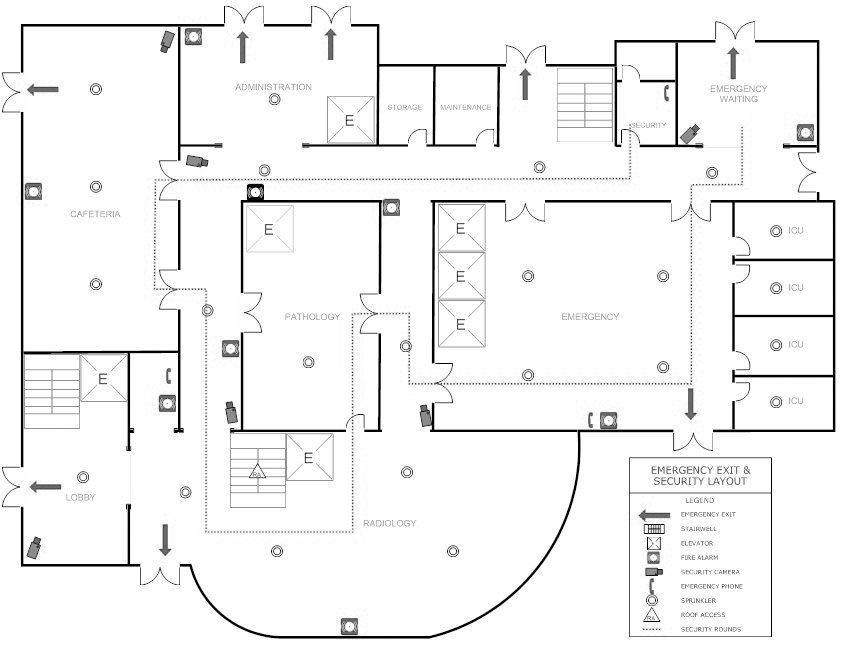 ADMINISTRATION
E
STORAGE
MAINTENANCE
SECURITY
EMERGENCY
WAITING
CAFETERIA
E
E
E
E
PATHOLOGY
EMERGENCY
ICU
ICU
ICU
ICU
E
LOBBY
RA
E
RADIOLOGY
EMERGENCY EXIT &
SECURITY LAYOUT
LEGEND
EMERGENCY EXIT
STAIRWELL
ELEVATOR
FIRE ALARM
SECURITY CAMERA
EMERGENCY PHONE
SPRINKLER
RA
ROOF ACCESS
SECURITY ROUNDS